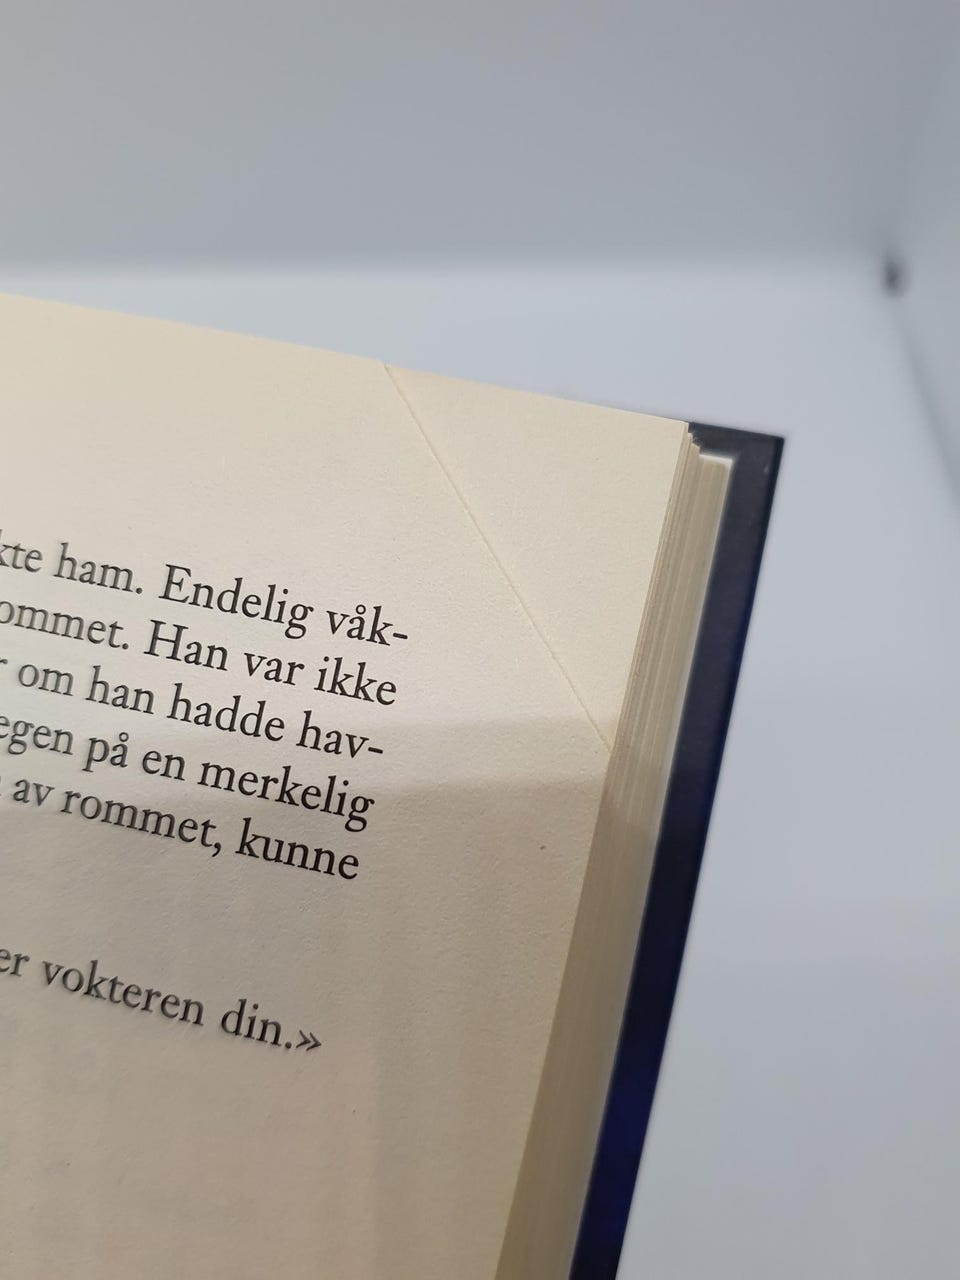 kte ham. Endelig våk-
ommet. Han var ikke
r om han hadde hav-
egen på en merkelig
av rommet, kunne
er vokteren din.»